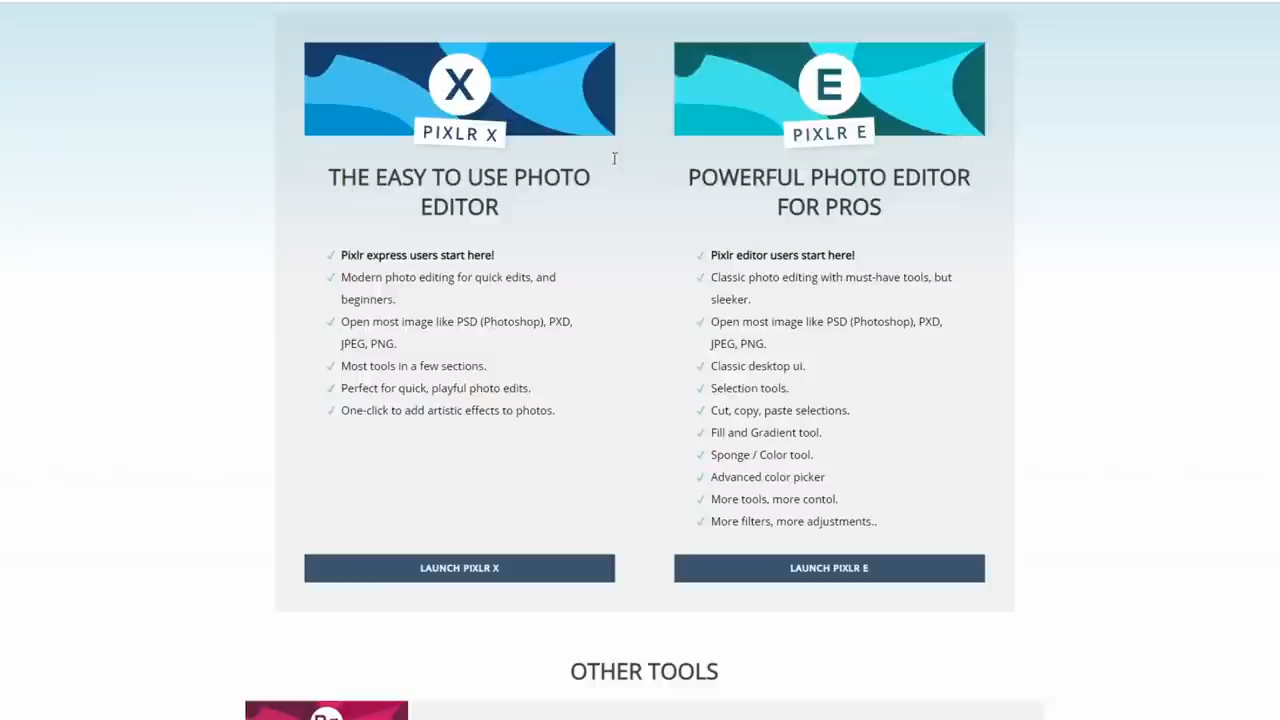 X
PIXLR X
THE EASY TO USE PHOTO
EDITOR
✓ Pixlr express users start here!
✓ Modern photo editing for quick edits, and
beginners.
✓ Open most image like PSD (Photoshop), PXD,
JPEG, PNG.
✓ Most tools in a few sections.
✓ Perfect for quick, playful photo edits.
✓ One-click to add artistic effects to photos.
LAUNCH PIXLR X
E
PIXLR E
POWERFUL PHOTO EDITOR
FOR PROS
✓ Pixlr editor users start here!
✓ Classic photo editing with must-have tools, but
sleeker.
✓ Open most image like PSD (Photoshop), PXD,
JPEG, PNG.
✓ Classic desktop ui.
✓ Selection tools.
✓ Cut, copy, paste selections.
✓ Fill and Gradient tool.
✓ Sponge / Color tool.
✓ Advanced color picker
✓ More tools, more contol.
✓ More filters, more adjustments..
LAUNCH PIXLR E
OTHER TOOLS